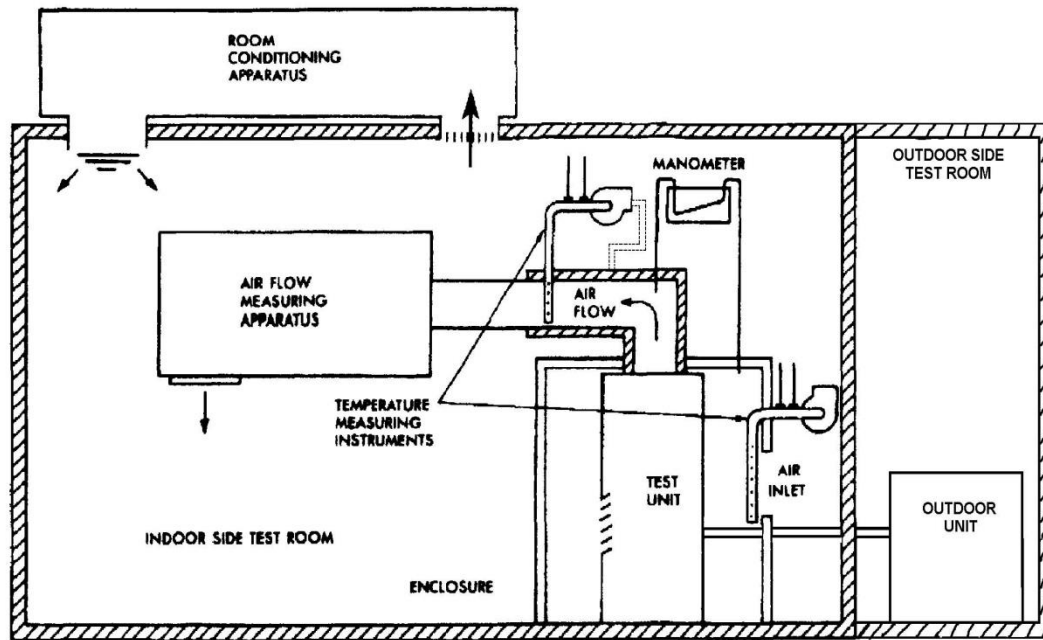 ROOM
CONDITIONING
APPARATUS
MANOMETER
OUTDOOR SIDE
TEST ROOM
AIR FLOW
MEASURING
APPARATUS
AIR
FLOW
TEMPERATURE
MEASURING
INSTRUMENTS
TEST
UNIT
AIR
INLET
OUTDOOR
UNIT
INDOOR SIDE TEST ROOM
ENCLOSURE